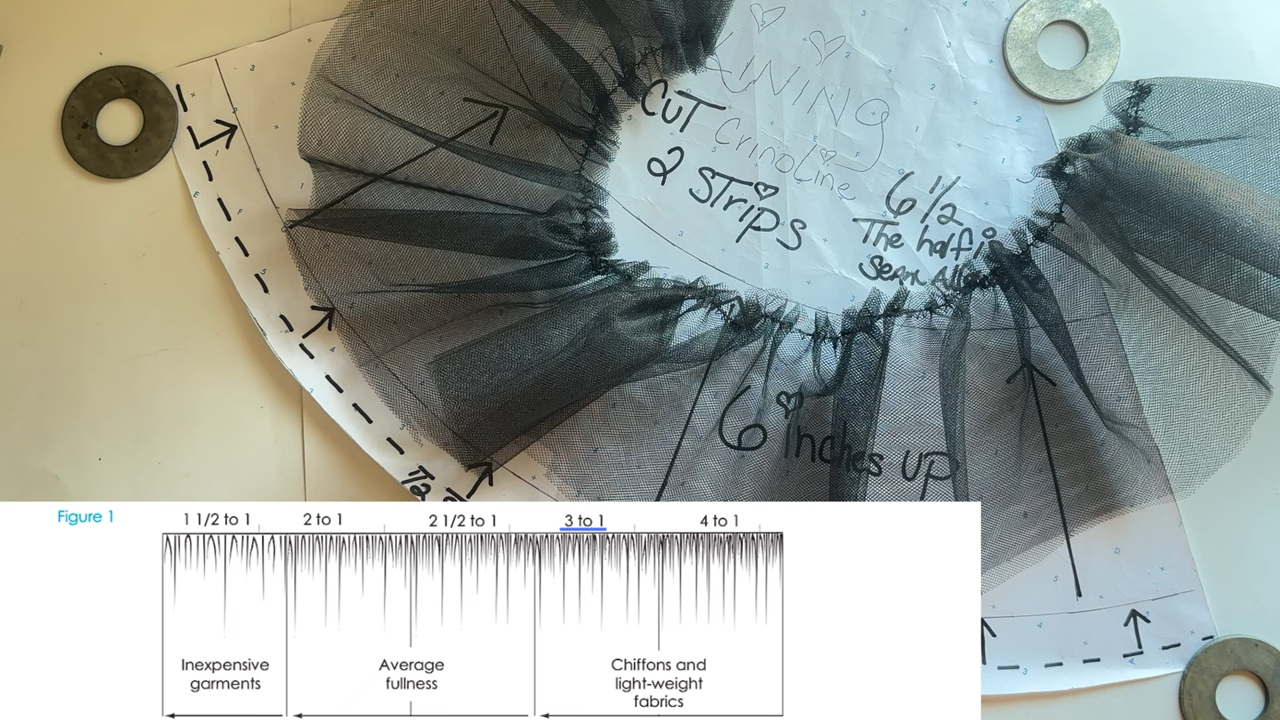 LINING
CUT Crinoline
2 STrips
6 1/2
The half i
Seam All
6 inches UP
1/2
Figure 1
1 1/2 to 1
2 to 1
2 1/2 to 1
3 to 1
4 to 1
Inexpensive
garments
Average
fullness
Chiffons and
light-weight
fabrics